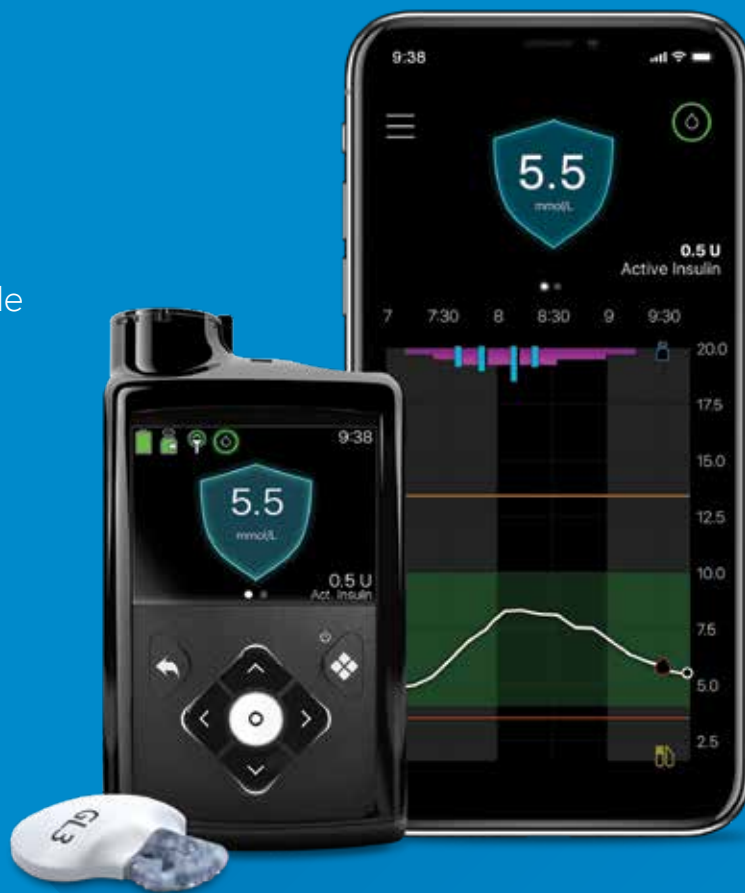 le
9:38
5.5
mmol/L
0.5 U
Active Insulin
7 7:30 8 8:30 9 9:30
20.0
17.5
15.0
12.5
10.0
7.5
5.0
2.5
9:38
5.5
mmol/L
0.5 U
Act. Insulin
GL3